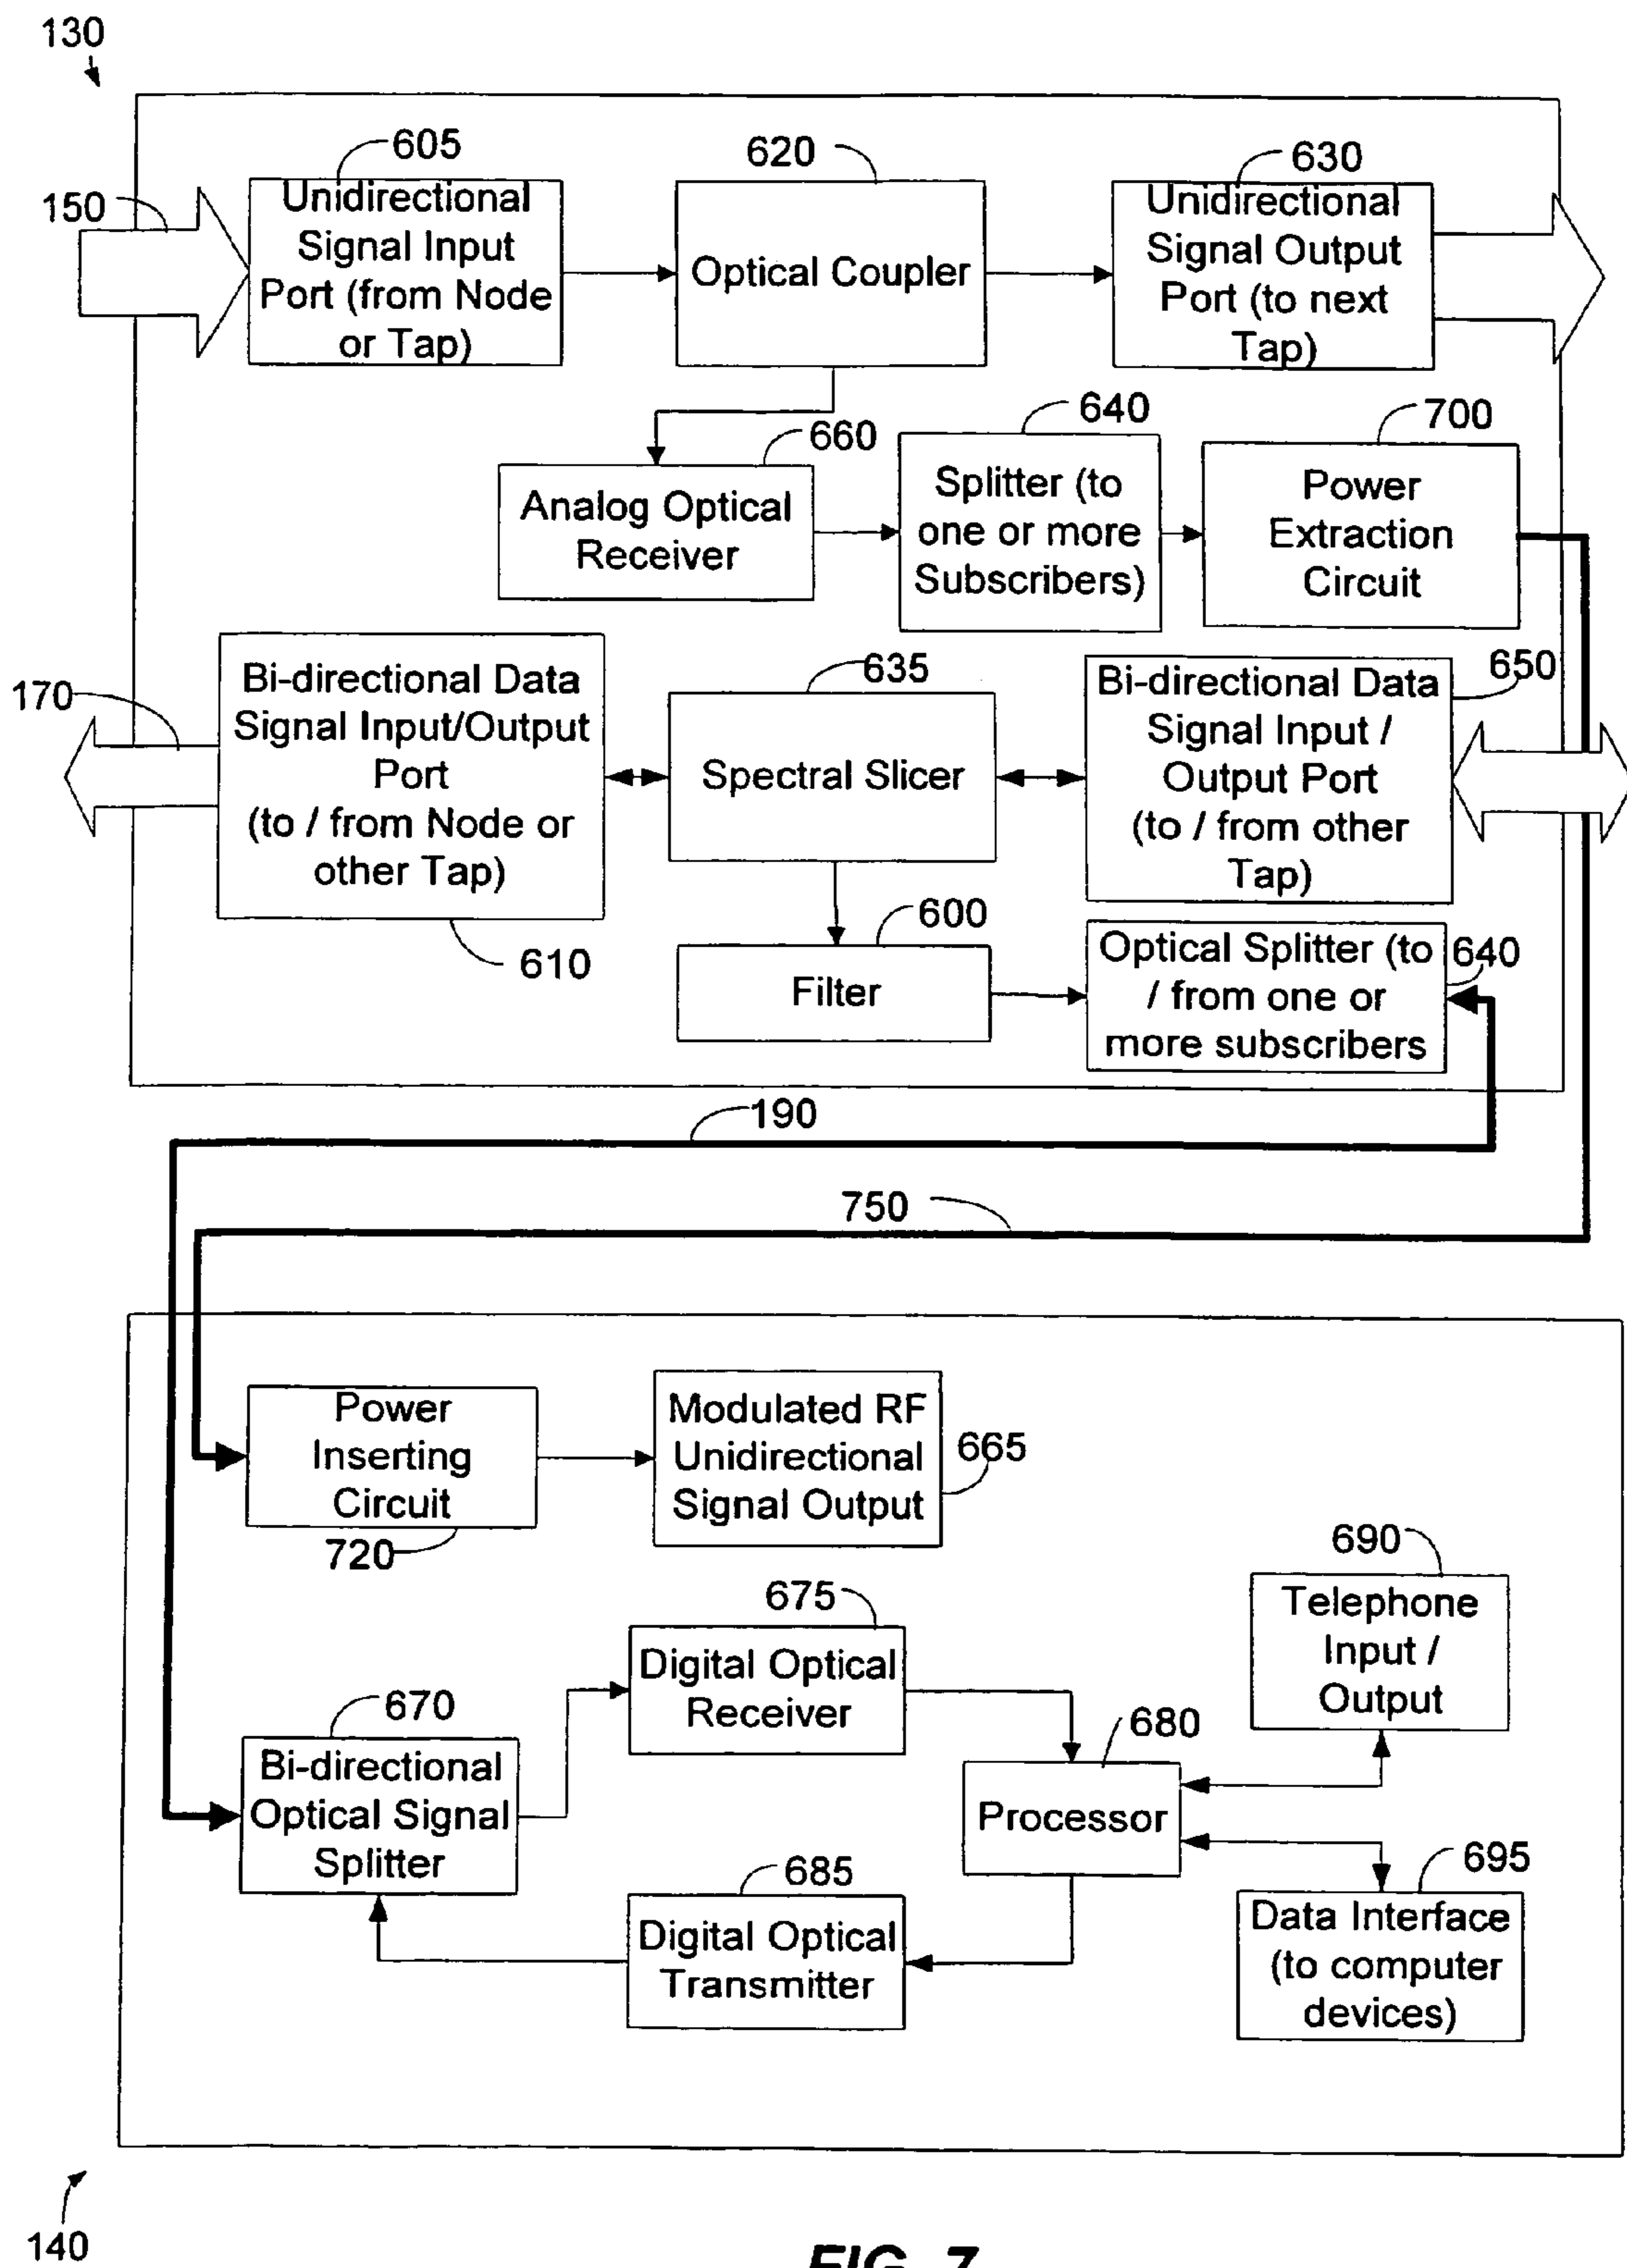 130
605
620
630
150
Unidirectional
Signal Input
Port (from Node
or Tap)
Optical Coupler
Unidirectional
Signal Output
Port (to next
Tap)
660
640
700
Analog Optical
Receiver
Splitter (to
one or more
Subscribers)
Power
Extraction
Circuit
170
Bi-directional Data
Signal Input/Output
Port
(to / from Node or
other Tap)
610
635
Spectral Slicer
650
Bi-directional Data
Signal Input /
Output Port
(to / from other
Tap)
600
Filter
Optical Splitter (to
/ from one or
more subscribers
640
190
750
Power
Inserting
Circuit
720
Modulated RF
Unidirectional
Signal Output
665
690
Telephone
Input /
Output
675
Digital Optical
Receiver
670
Bi-directional
Optical Signal
Splitter
680
Processor
685
Digital Optical
Transmitter
695
Data Interface
(to computer
devices)
140
FIG. 7